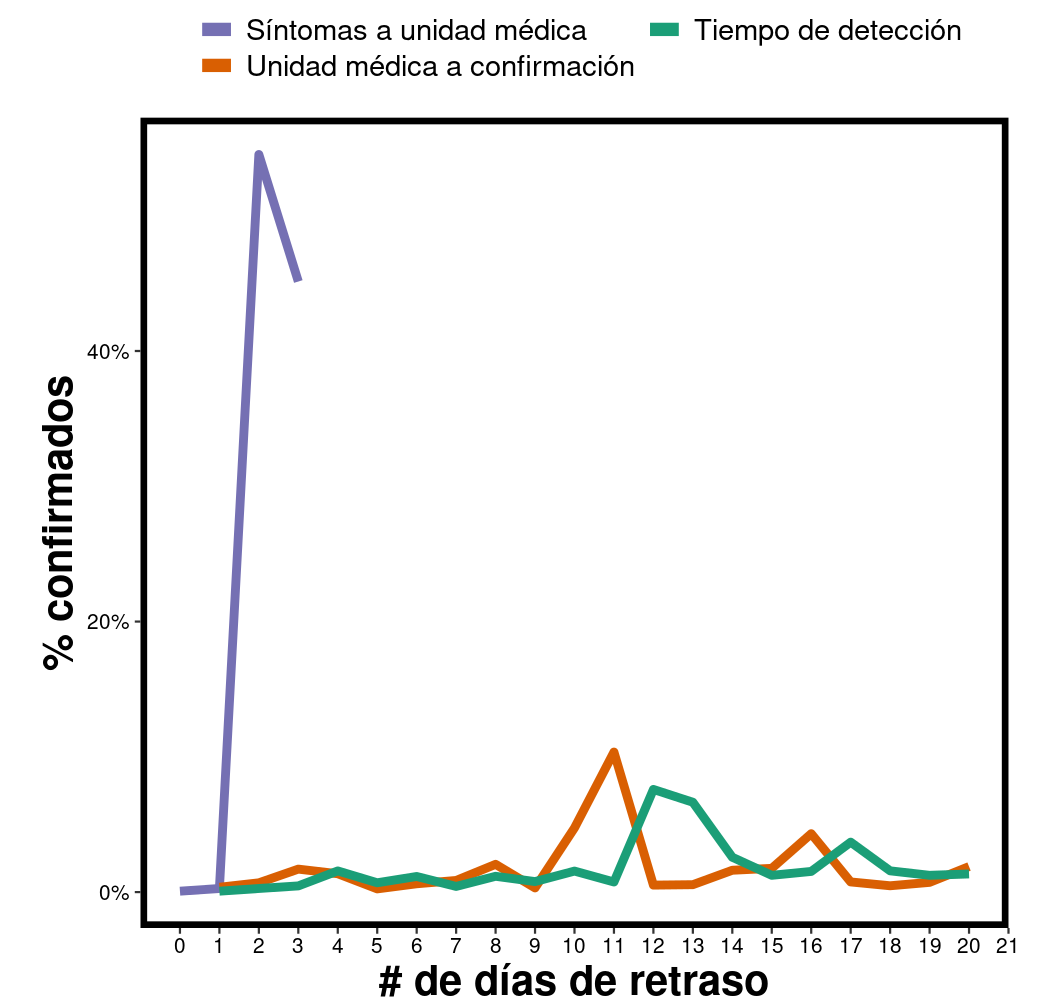 Síntomas a unidad médica Tiempo de detección
Unidad médica a confirmación
% confirmados
40%
20%
0%
0 1 2 3 4 5 6 7 8 9 10 11 12 13 14 15 16 17 18 19 20 21
# de días de retraso